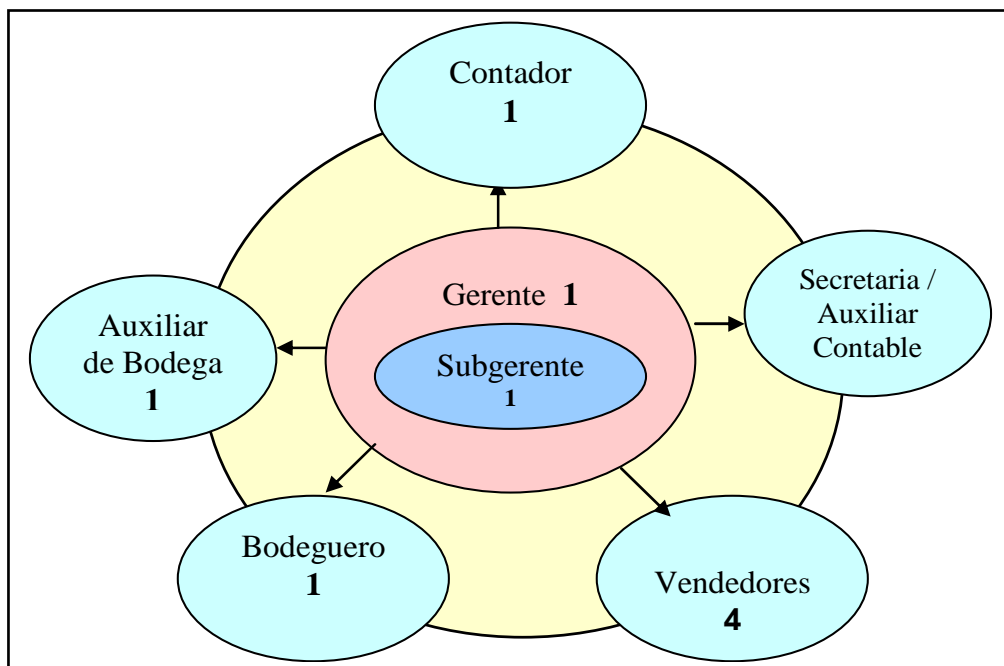 Contador
1
Secretaria /
Auxiliar
Contable
Gerente 1
Auxiliar
de Bodega
1
Subgerente
1
Bodeguero
1
Vendedores
4